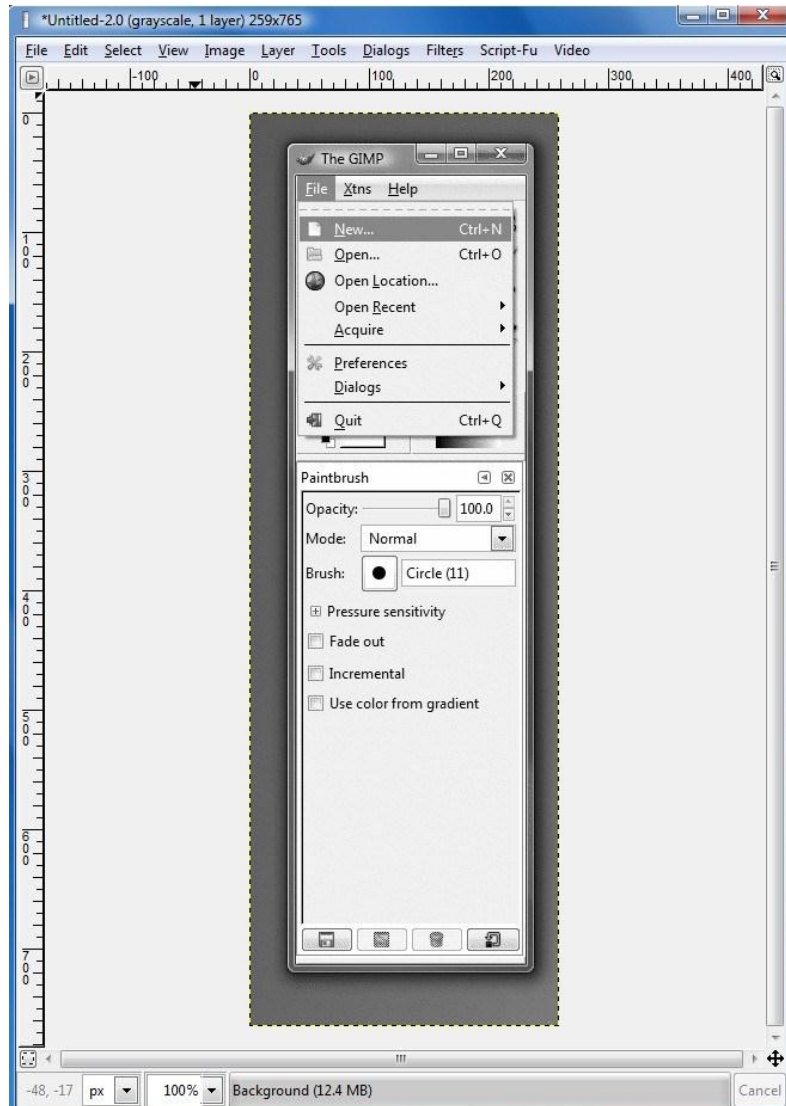 *Untitled-2.0 (grayscale, 1 layer) 259x765
File Edit Select View Image Layer Tools Dialogs Filters Script-Fu Video
-100 0 100 200 300 400
0
100
200
300
400
500
600
700
The GIMP
File Xtns Help
New... Ctrl+N
Open... Ctrl+O
Open Location...
Open Recent
Acquire
Preferences
Dialogs
Quit Ctrl+Q
Paintbrush
Opacity: 100.0
Mode: Normal
Brush: Circle (11)
Pressure sensitivity
Fade out
Incremental
Use color from gradient
-48, -17 px 100% Background (12.4 MB) Cancel